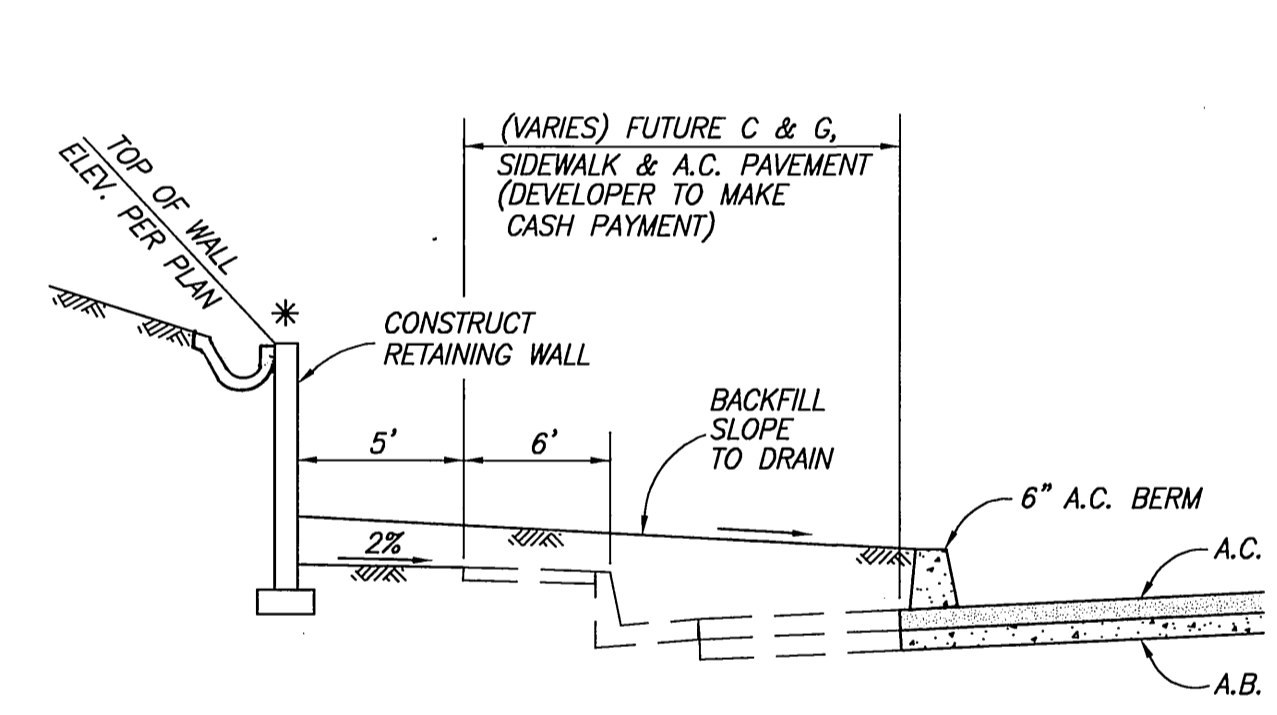 (VARIES) FUTURE C & G,
SIDEWALK & A.C. PAVEMENT
(DEVELOPER TO MAKE
CASH PAYMENT)
TOP OF WALL
ELEV. PER PLAN
*
CONSTRUCT
RETAINING WALL
BACKFILL
SLOPE
TO DRAIN
5'
6'
6" A.C. BERM
2%
A.C.
A.B.